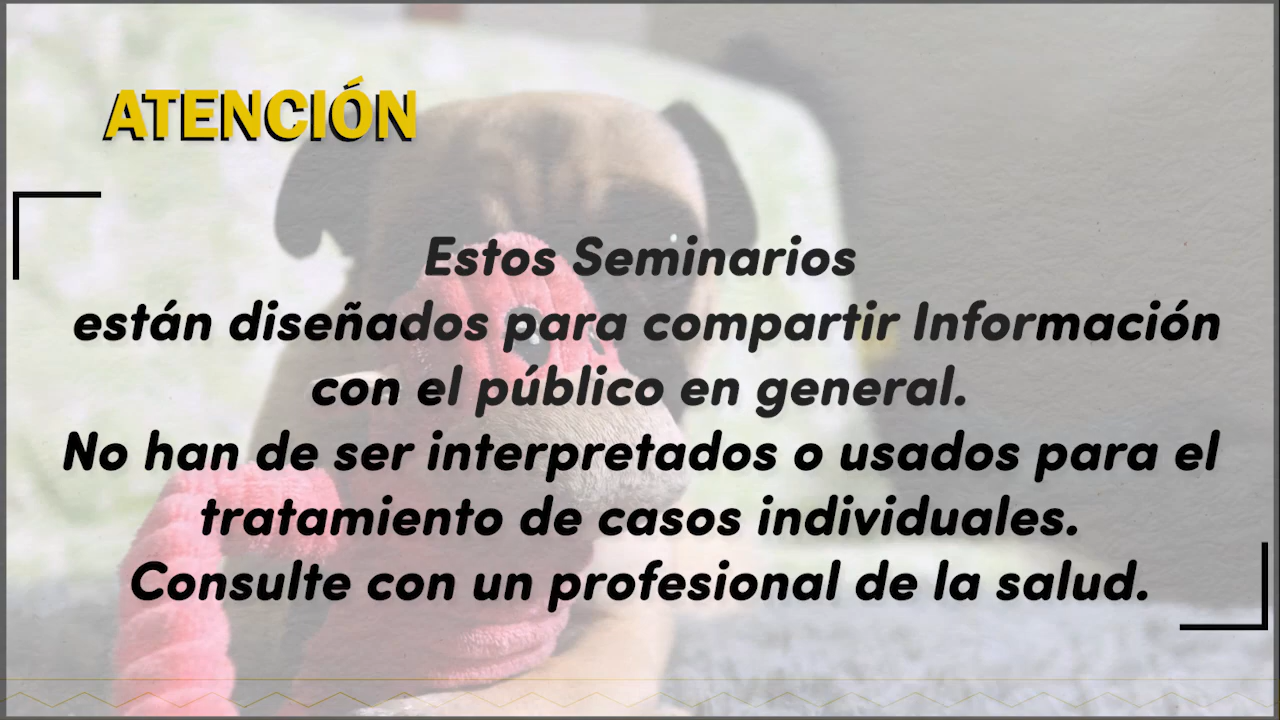 ATENCIÓN
Estos Seminarios
están diseñados para compartir Información
con el público en general.
No han de ser interpretados o usados para el
tratamiento de casos individuales.
Consulte con un profesional de la salud.